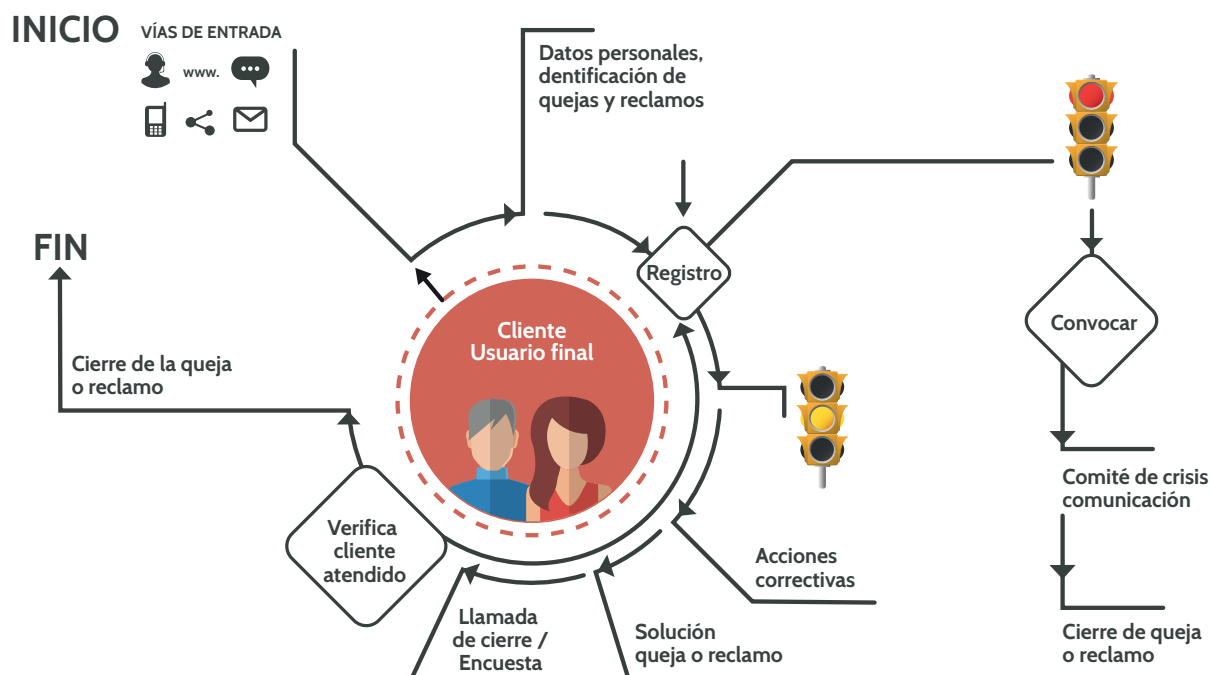 INICIO
VÍAS DE ENTRADA
www.
Datos personales,
dentificación de
quejas y reclamos
Registro
Convocar
Comité de crisis
comunicación
Cierre de queja
o reclamo
Cliente
Usuario final
Acciones
correctivas
Solución
queja o reclamo
Llamada
de cierre /
Encuesta
Verifica
cliente
atendido
Cierre de la queja
o reclamo
FIN